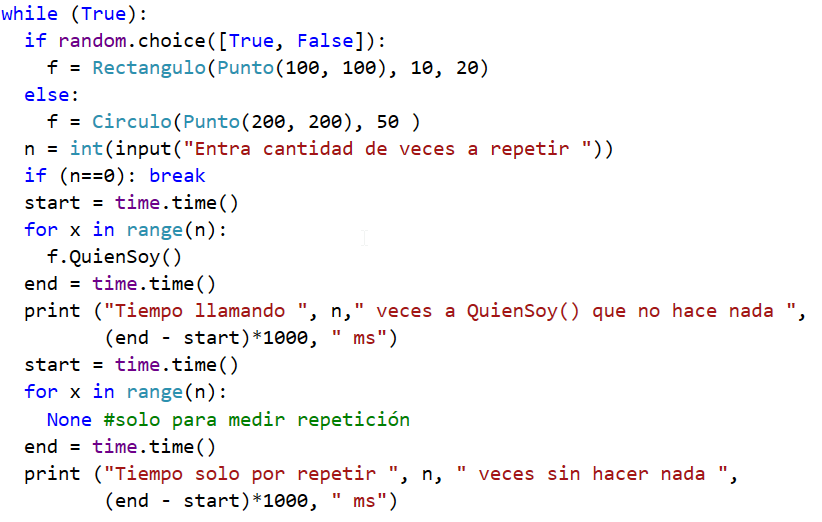 while (True):
  if random.choice([True, False]):
    f = Rectangulo(Punto(100, 100), 10, 20)
  else:
    f = Circulo(Punto(200, 200), 50 )
  n = int(input("Entra cantidad de veces a repetir "))
  if (n==0): break
  start = time.time()
  for x in range(n):
    f.QuienSoy()
  end = time.time()
  print ("Tiempo llamando ", n," veces a QuienSoy() que no hace nada ",
         (end - start)*1000, " ms")
  start = time.time()
  for x in range(n):
    None #solo para medir repetición
  end = time.time()
  print ("Tiempo solo por repetir ", n, " veces sin hacer nada ",
         (end - start)*1000, " ms")